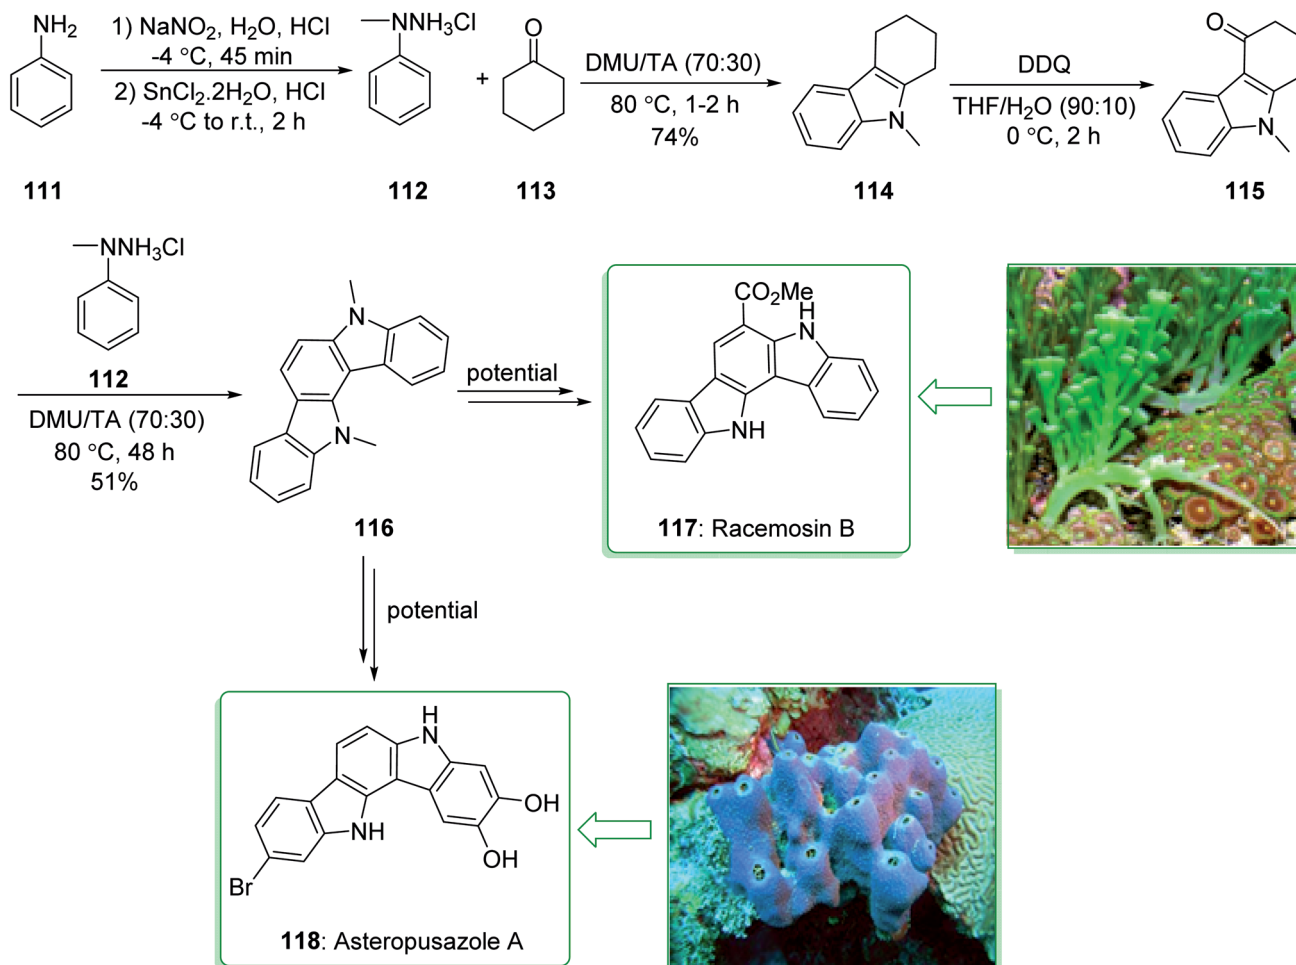 NH2
1) NaNO2, H2O, HCl
-4 °C, 45 min
2) SnCl2.2H2O, HCl
-4 °C to r.t., 2 h
NNH3Cl
+
O
DMU/TA (70:30)
80 °C, 1-2 h
74%
N
DDQ
THF/H2O (90:10)
0 °C, 2 h
O
N
111
112
113
114
115
NNH3Cl
112
DMU/TA (70:30)
80 °C, 48 h
51%
N
N
116
potential
CO2Me
H
N
NH
117: Racemosin B
potential
H
N
NH
OH
OH
Br
118: Asteropusazole A